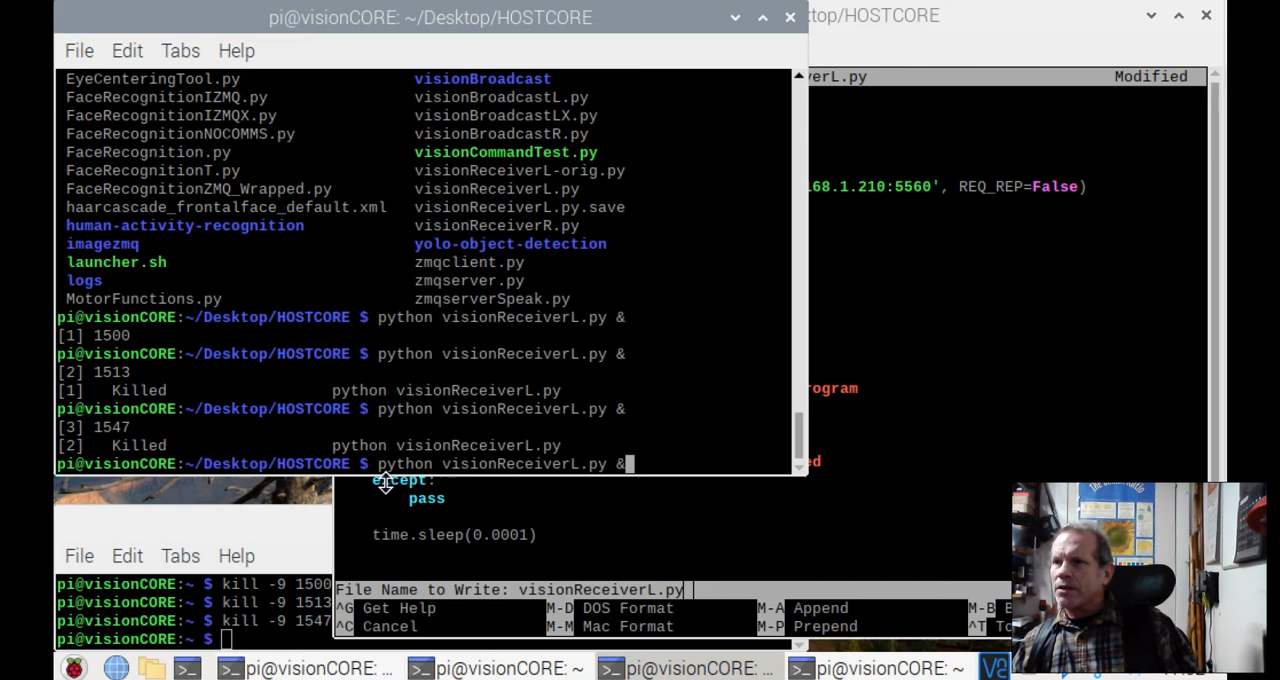 pi@visionCORE: ~/Desktop/HOSTCORE
top/HOSTCORE
File Edit Tabs Help
EyeCenteringTool.py visionBroadcast
FaceRecognitionIZMQ.py visionBroadcastL.py
FaceRecognitionIZMQX.py visionBroadcastLX.py
FaceRecognitionNOCOMMS.py visionBroadcastR.py
FaceRecognition.py visionCommandTest.py
FaceRecognitionT.py visionReceiverL-orig.py
FaceRecognitionZMQ_Wrapped.py visionReceiverL.py
haarcascade_frontalface_default.xml visionReceiverL.py.save
human-activity-recognition visionReceiverR.py
imagezmq yolo-object-detection
launcher.sh zmqclient.py
logs zmqserver.py
MotorFunctions.py zmqserverSpeak.py
pi@visionCORE:~/Desktop/HOSTCORE $ python visionReceiverL.py &
[1] 1500
pi@visionCORE:~/Desktop/HOSTCORE $ python visionReceiverL.py &
[2] 1513
[1] Killed python visionReceiverL.py
pi@visionCORE:~/Desktop/HOSTCORE $ python visionReceiverL.py &
[3] 1547
[2] Killed python visionReceiverL.py
pi@visionCORE:~/Desktop/HOSTCORE $ python visionReceiverL.py &
verL.py Modified
68.1.210:5560', REQ_REP=False)
rogram
ed
except:
pass
time.sleep(0.0001)
File Name to Write: visionReceiverL.py
^G Get Help M-D DOS Format M-A Append M-B
^C Cancel M-M Mac Format M-P Prepend ^T
File Edit Tabs Help
pi@visionCORE:~ $ kill -9 1500
pi@visionCORE:~ $ kill -9 1513
pi@visionCORE:~ $ kill -9 1547
pi@visionCORE:~ $
pi@visionCORE: ... pi@visionCORE: ~ pi@visionCORE: ... pi@visionCORE: ~